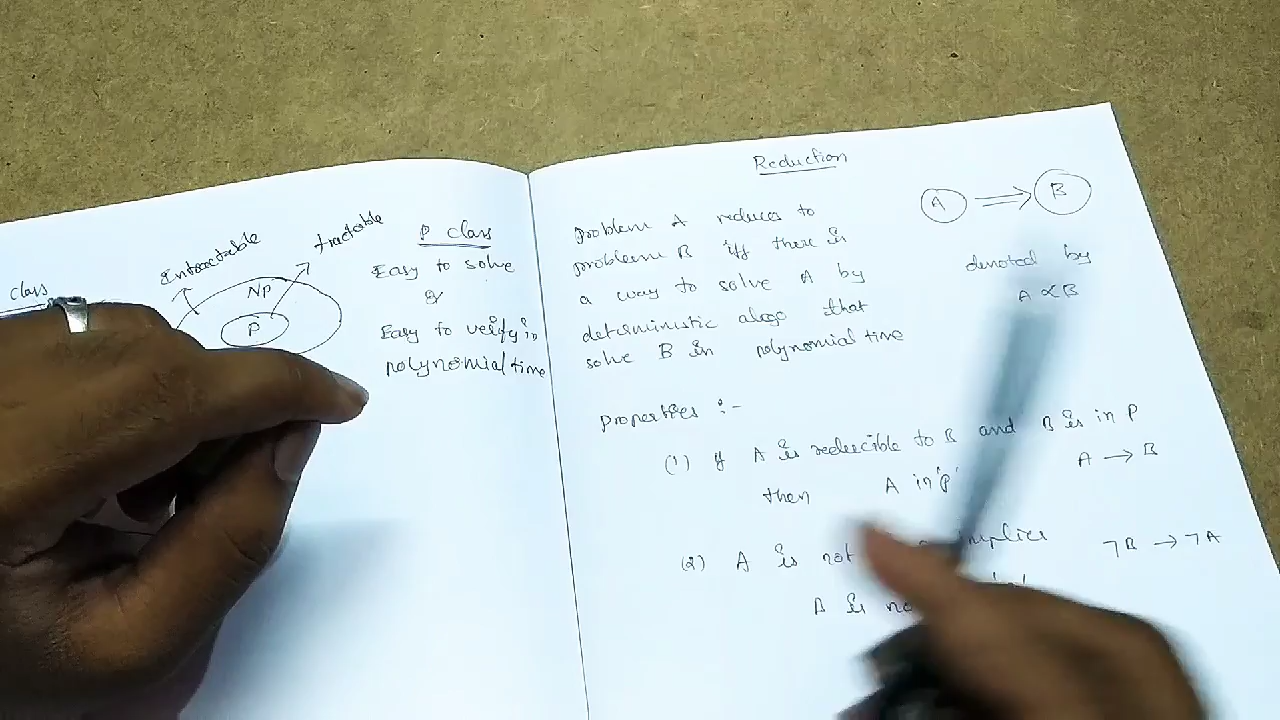 class
Intractable
tractable
NP
P
P class
Easy to solve
or
Easy to verify in
polynomial time
Reduction
Problem A reduces to
problem B iff there is
a way to solve A by
deterministic algo that
solve B in polynomial time
A ⇒ B
denoted by
A ∝ B
Properties :-
(1) if A is reducible to B and B is in P
then A in 'P'
A → B
(2) A is not implies
B is
¬B → ¬A